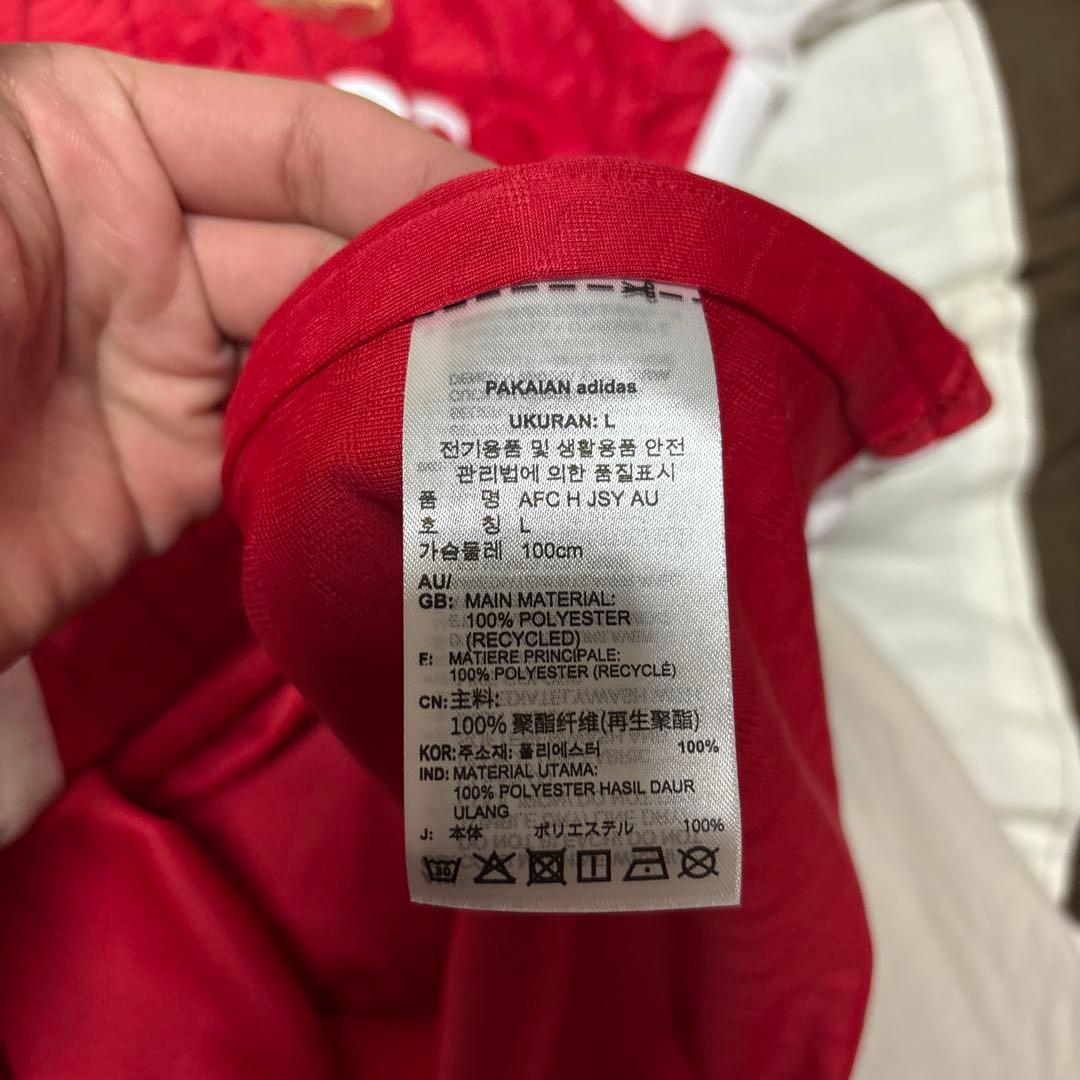 PAKAIAN adidas
UKURAN: L
전기용품 및 생활용품 안전
관리법에 의한 품질표시
품 명 AFC H JSY AU
호 칭 L
가슴둘레 100cm
AU/
GB: MAIN MATERIAL:
100% POLYESTER
(RECYCLED)
F: MATIERE PRINCIPALE:
100% POLYESTER (RECYCLÉ)
CN: 主料:
100% 聚酯纤维(再生聚酯)
KOR: 주소재: 폴리에스터 100%
IND: MATERIAL UTAMA:
100% POLYESTER HASIL DAUR
ULANG
J: 本体 ポリエステル 100%
30